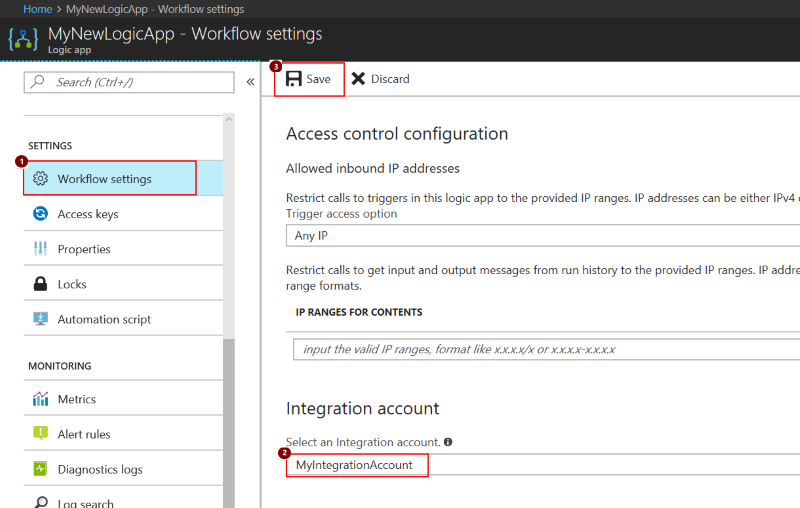 Home > MyNewLogicApp - Workflow settings
MyNewLogicApp - Workflow settings
Logic app
Search (Ctrl+/)
«
SETTINGS
1
Workflow settings
Access keys
Properties
Locks
Automation script
MONITORING
Metrics
Alert rules
Diagnostics logs
Log search
3
Save
Discard
Access control configuration
Allowed inbound IP addresses
Restrict calls to triggers in this logic app to the provided IP ranges. IP addresses can be either IPv4
Trigger access option
Any IP
Restrict calls to get input and output messages from run history to the provided IP ranges. IP
range formats.
IP RANGES FOR CONTENTS
input the valid IP ranges, format like x.x.x.x/x or x.x.x.x-x.x.x.x
Integration account
Select an Integration account.
2
MyIntegrationAccount